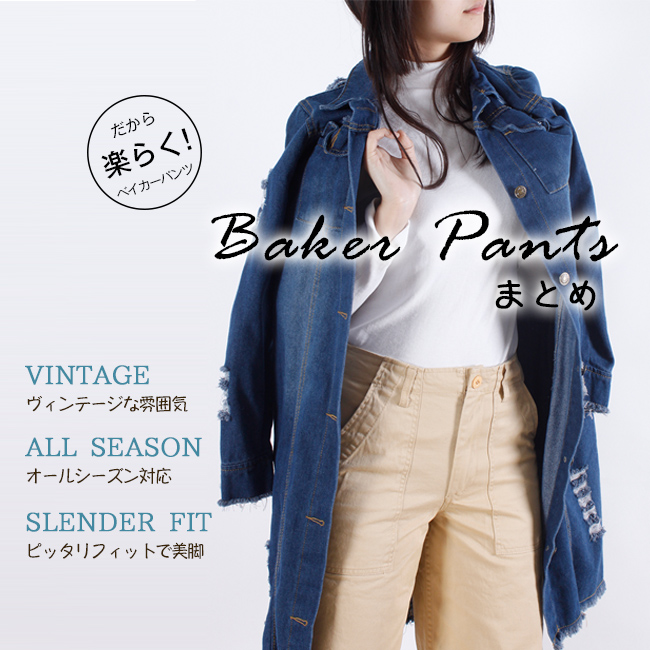 だから
楽らく!
ベイカーパンツ
Baker Pants
まとめ
VINTAGE
ヴィンテージな雰囲気
ALL SEASON
オールシーズン対応
SLENDER FIT
ピッタリフィットで美脚